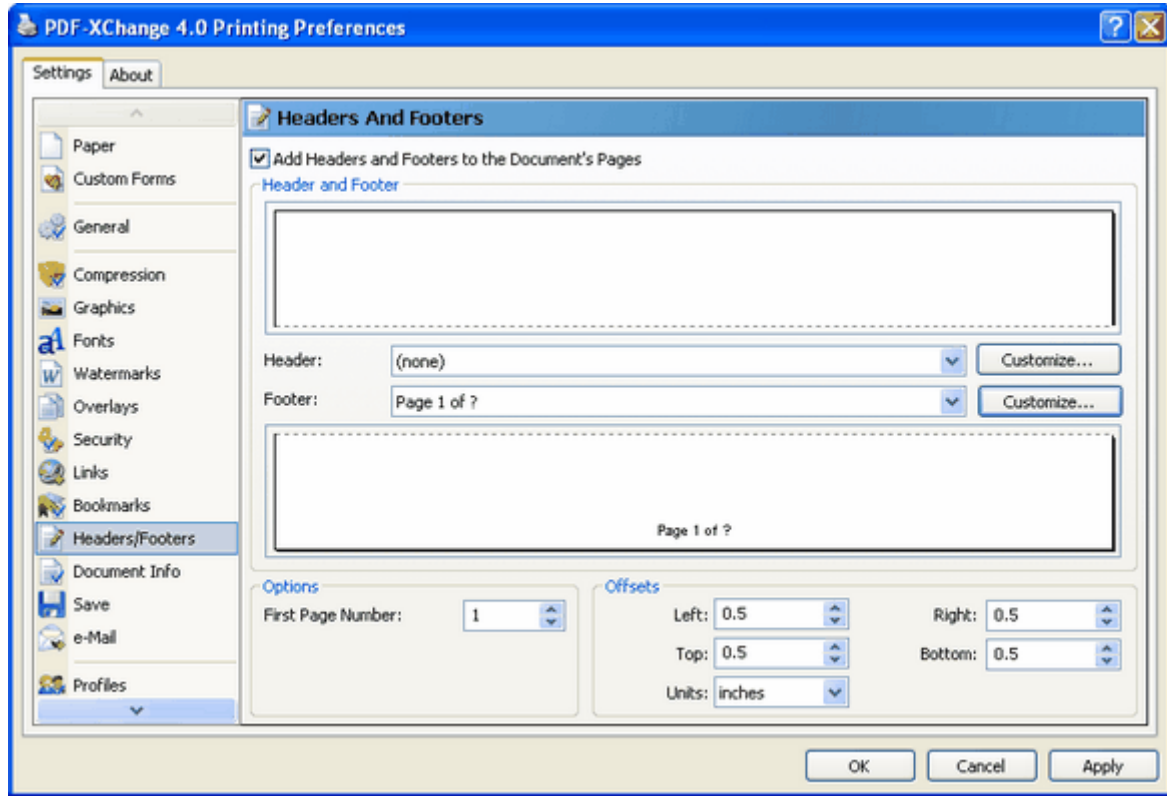 PDF-XChange 4.0 Printing Preferences
Settings About
Paper
Custom Forms
General
Compression
Graphics
Fonts
Watermarks
Overlays
Security
Links
Bookmarks
Headers/Footers
Document Info
Save
e-Mail
Profiles
Headers And Footers
Add Headers and Footers to the Document's Pages
Header and Footer
Header: (none) Customize...
Footer: Page 1 of ? Customize...
Page 1 of ?
Options
First Page Number: 1
Offsets
Left: 0.5 Right: 0.5
Top: 0.5 Bottom: 0.5
Units: inches
OK Cancel Apply